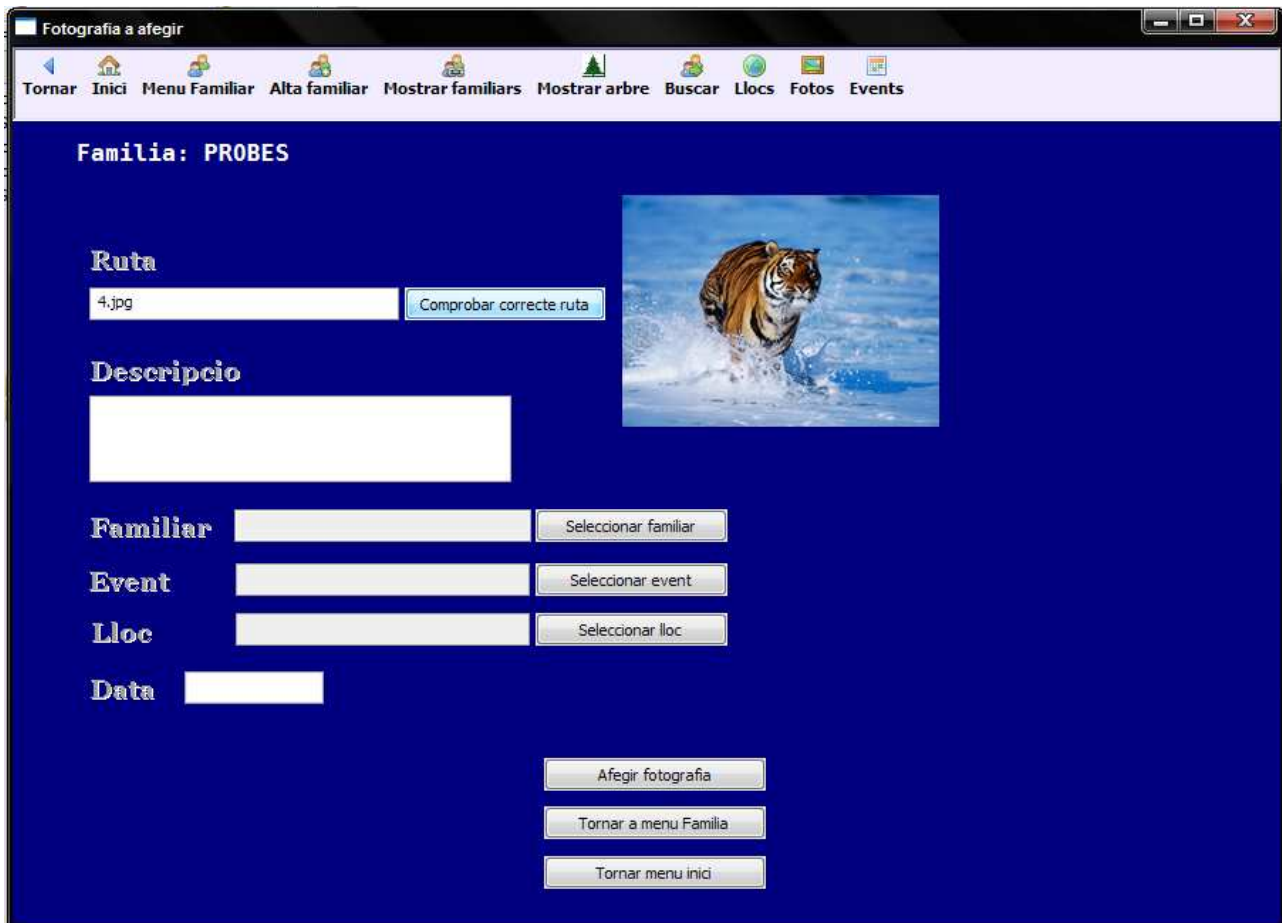 Fotografia a afegir
Tornar Inici Menu Familiar Alta familiar Mostrar familiars Mostrar arbre Buscar Llocs Fotos Events
Familia: PROBES
Ruta
4.jpg Comprobar correcte ruta
Descripcio
Familiar Seleccionar familiar
Event Seleccionar event
Lloc Seleccionar lloc
Data
Afegir fotografia
Tornar a menu Familia
Tornar menu inici